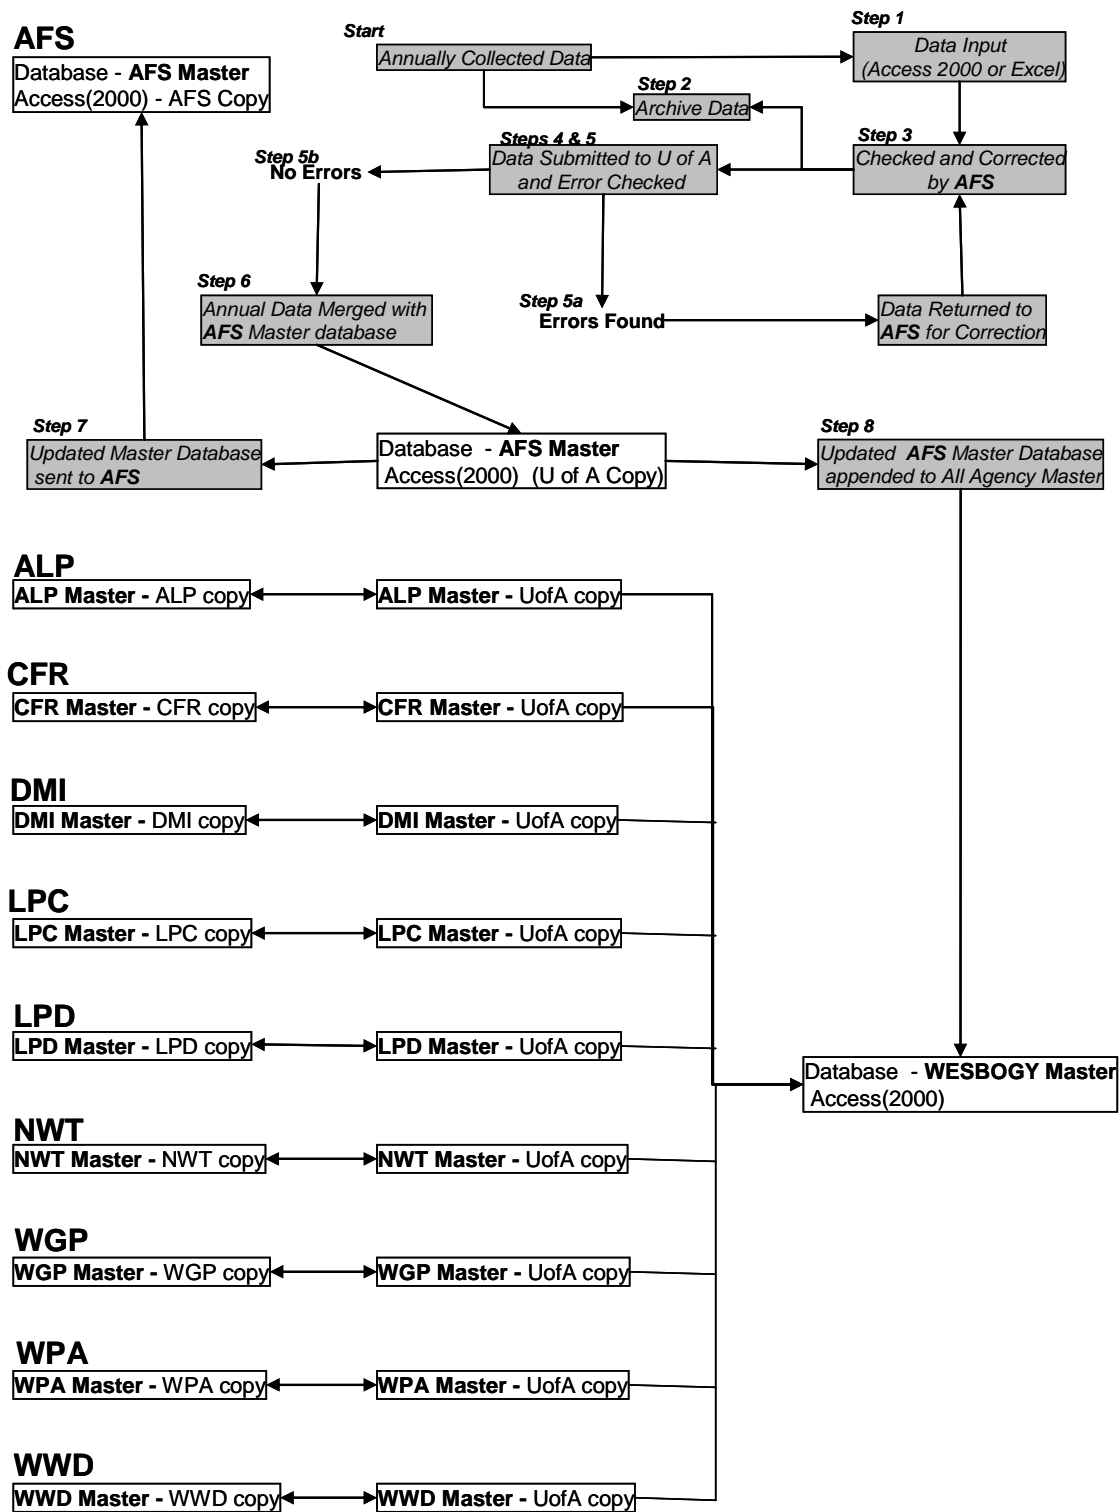 AFS
Database - AFS Master
Access(2000) - AFS Copy
Start
Annually Collected Data
Step 1
Data Input
(Access 2000 or Excel)
Step 2
Archive Data
Step 3
Checked and Corrected
by AFS
Steps 4 & 5
Data Submitted to U of A
and Error Checked
Step 5b
No Errors
Step 5a
Errors Found
Data Returned to
AFS for Correction
Step 6
Annual Data Merged with
AFS Master database
Step 7
Updated Master Database
sent to AFS
Database - AFS Master
Access(2000) (U of A Copy)
Step 8
Updated AFS Master Database
appended to All Agency Master
ALP
ALP Master - ALP copy
ALP Master - UofA copy
CFR
CFR Master - CFR copy
CFR Master - UofA copy
DMI
DMI Master - DMI copy
DMI Master - UofA copy
LPC
LPC Master - LPC copy
LPC Master - UofA copy
LPD
LPD Master - LPD copy
LPD Master - UofA copy
Database - WESBOGY Master
Access(2000)
NWT
NWT Master - NWT copy
NWT Master - UofA copy
WGP
WGP Master - WGP copy
WGP Master - UofA copy
WPA
WPA Master - WPA copy
WPA Master - UofA copy
WWD
WWD Master - WWD copy
WWD Master - UofA copy